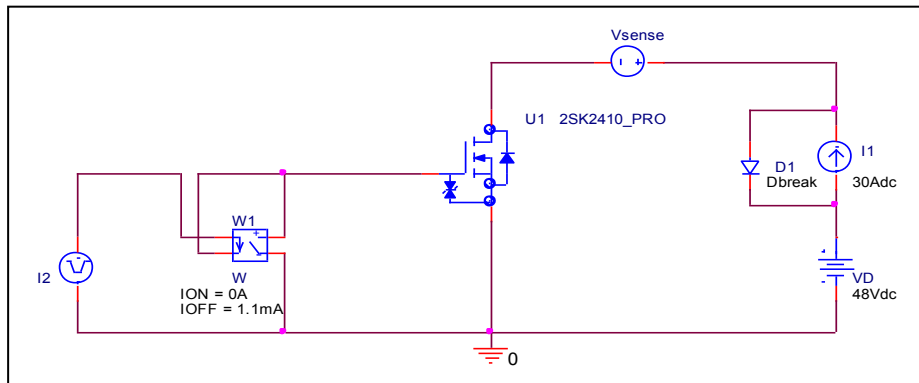 Vsense
U1 2SK2410_PRO
D1
Dbreak
I1
30Adc
W1
I2
W
ION = 0A
IOFF = 1.1mA
VD
48Vdc
0